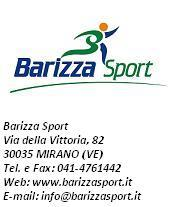 Barizza Sport
Barizza Sport
Via della Vittoria, 82
30035 MIRANO (VE)
Tel. e Fax: 041-4761442
Web: www.barizzasport.it
E-mail: info@barizzasport.it